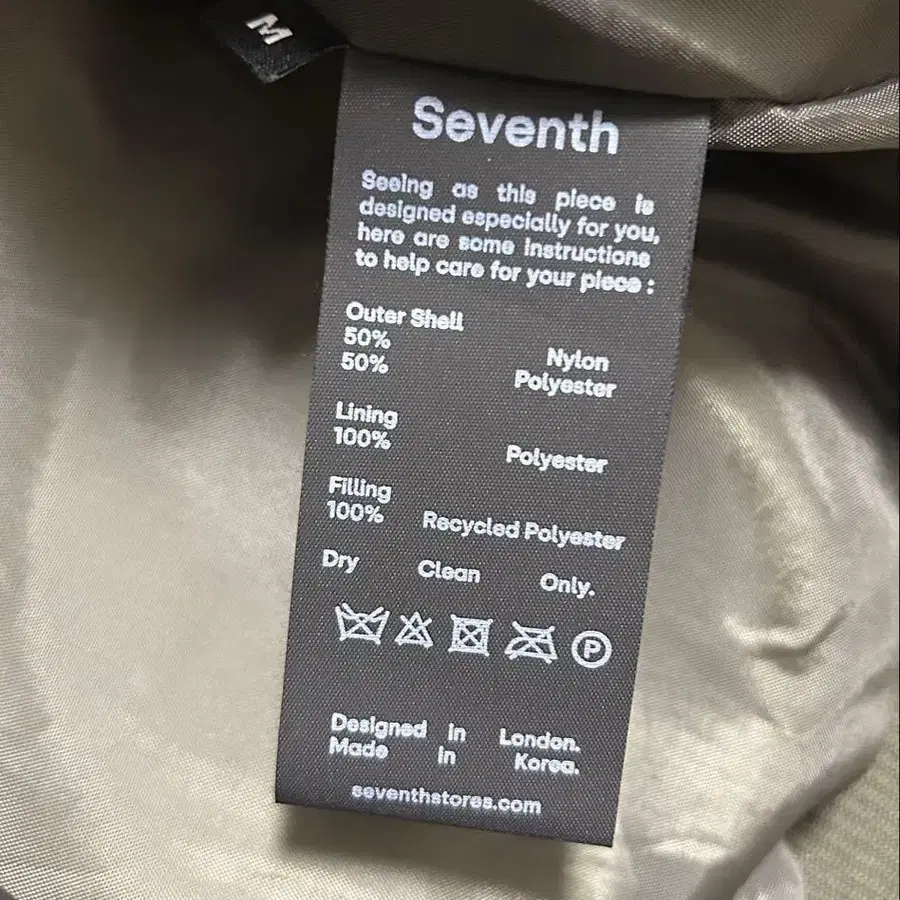 M
Seventh
Seeing as this piece is
designed especially for you,
here are some instructions
to help care for your piece :
Outer Shell
50% Nylon
50% Polyester
Lining
100% Polyester
Filling
100% Recycled Polyester
Dry Clean Only.
P
Designed in London.
Made in Korea.
seventhstores.com